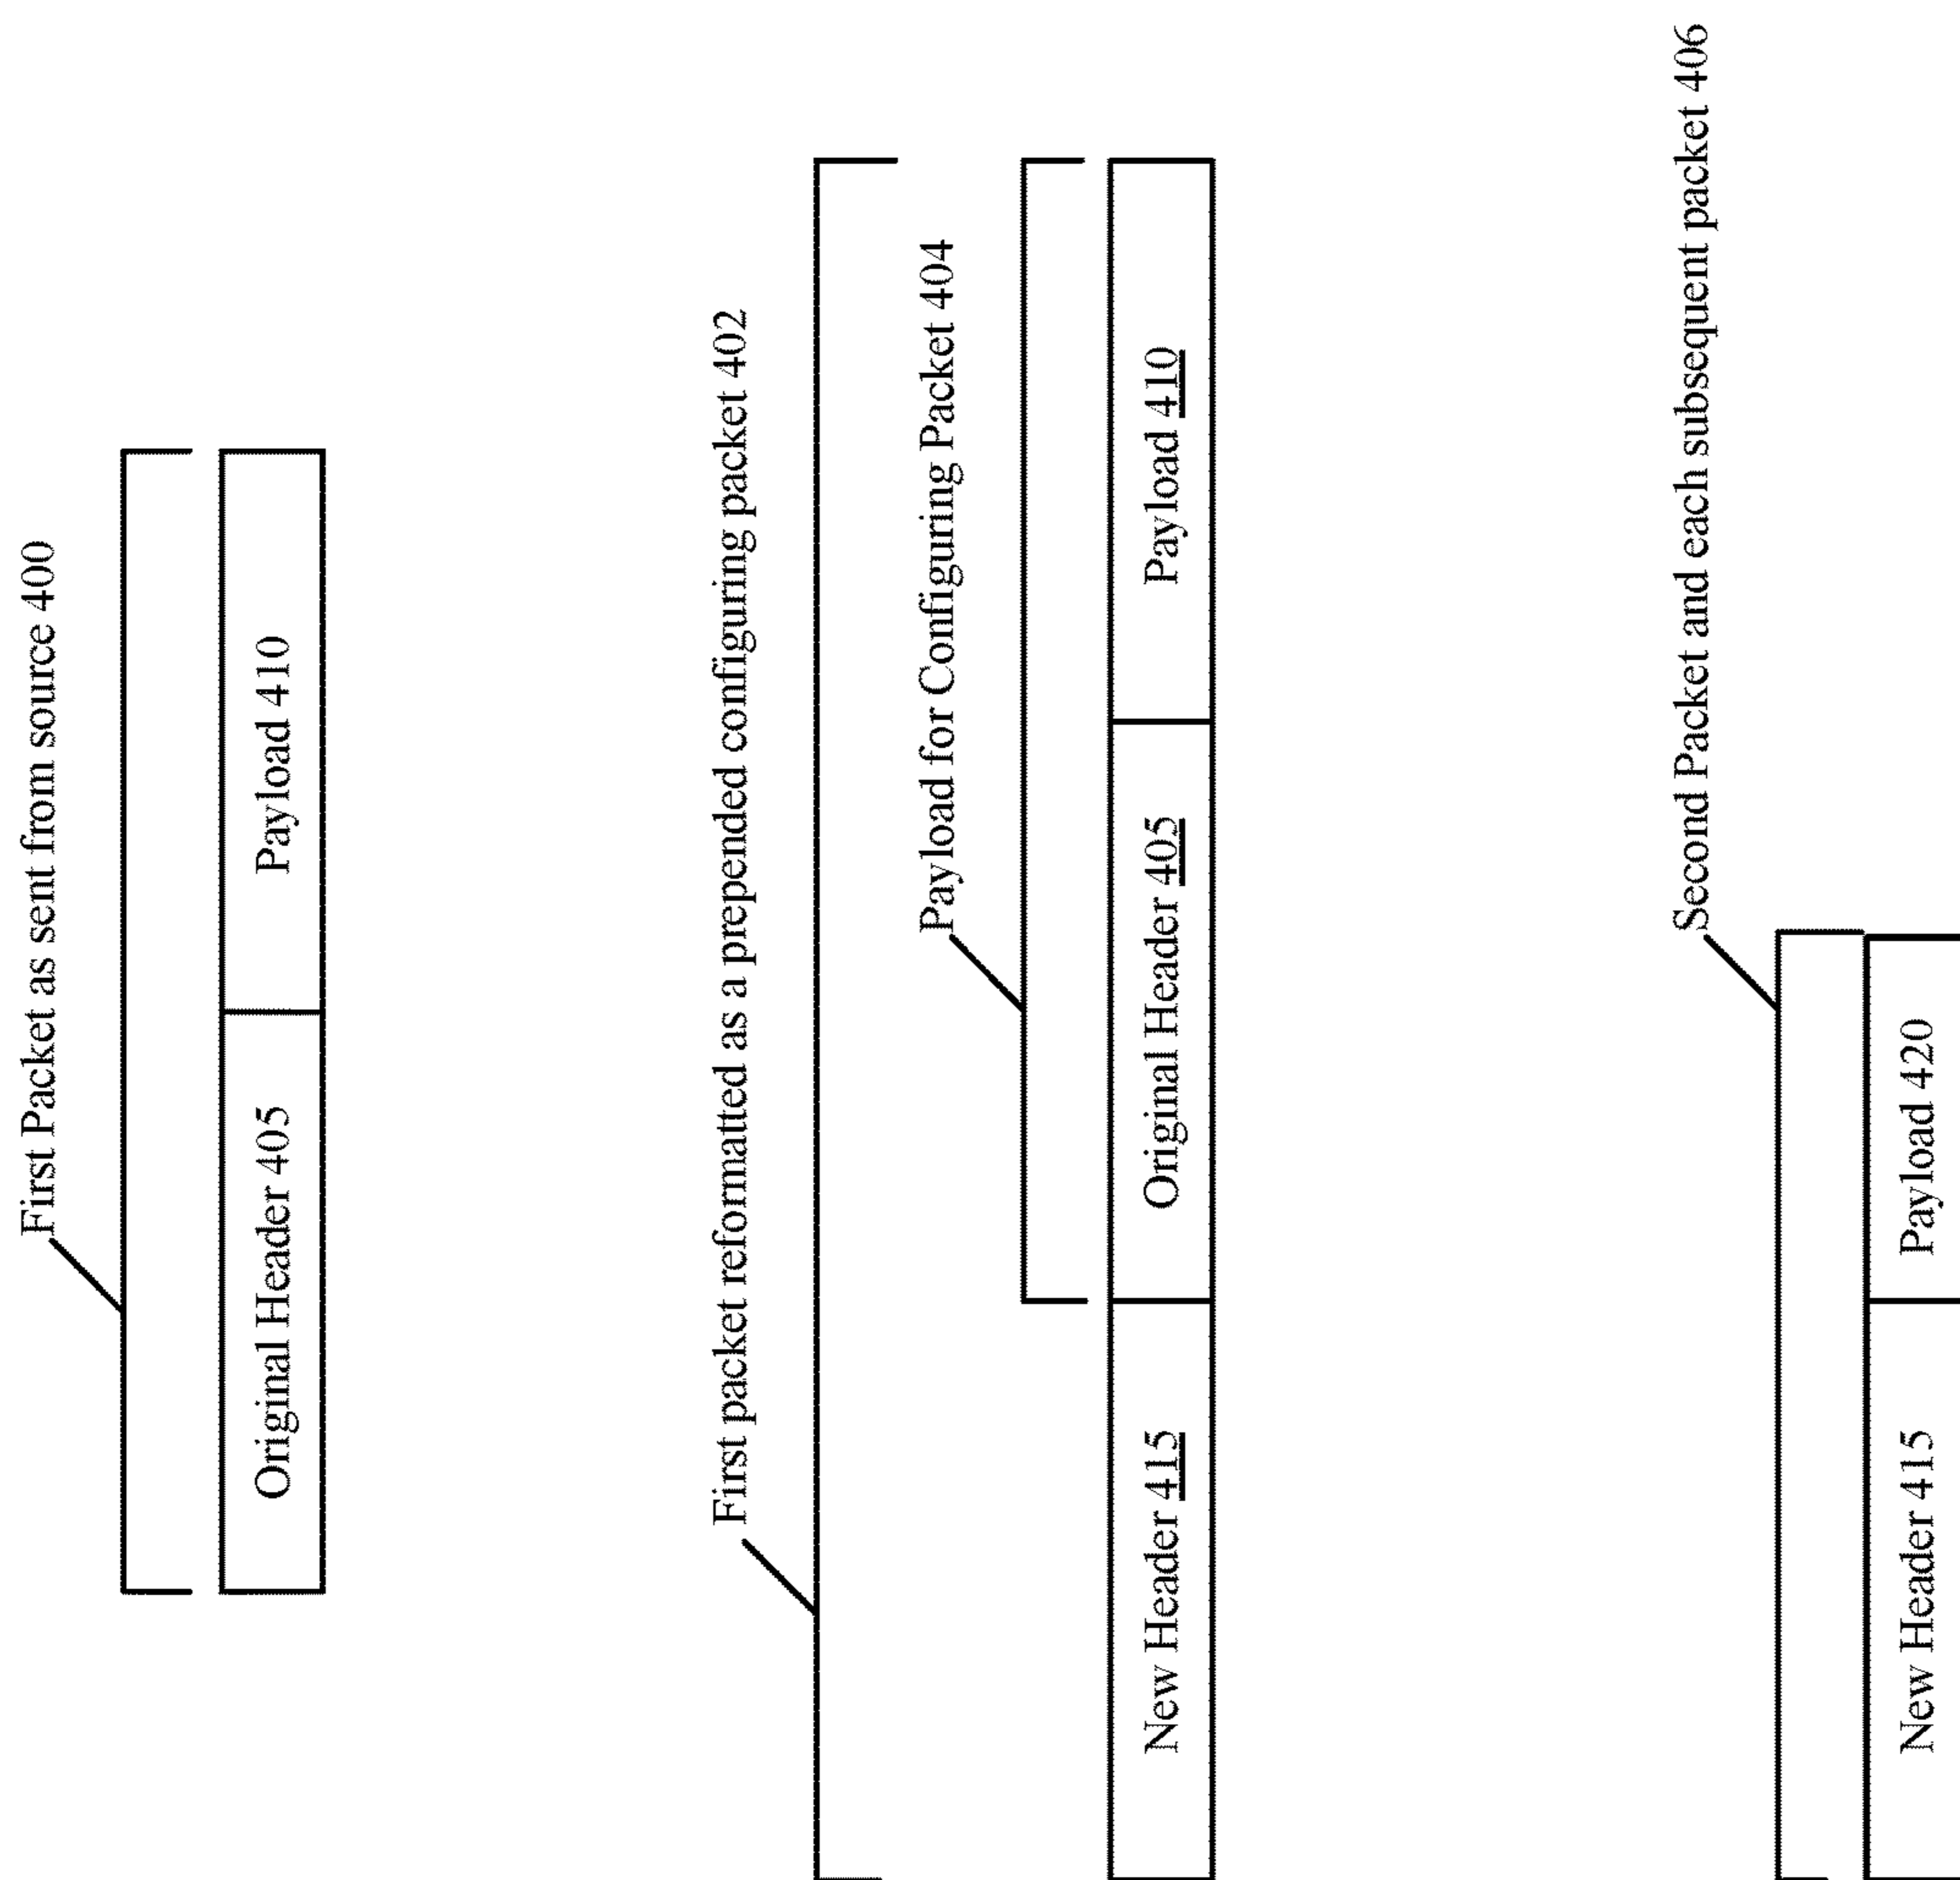 First Packet as sent from source 400
Original Header 405
Payload 410
First packet reformatted as a prepended configuring packet 402
Payload for Configuring Packet 404
New Header 415
Original Header 405
Payload 410
Second Packet and each subsequent packet 406
New Header 415
Payload 420